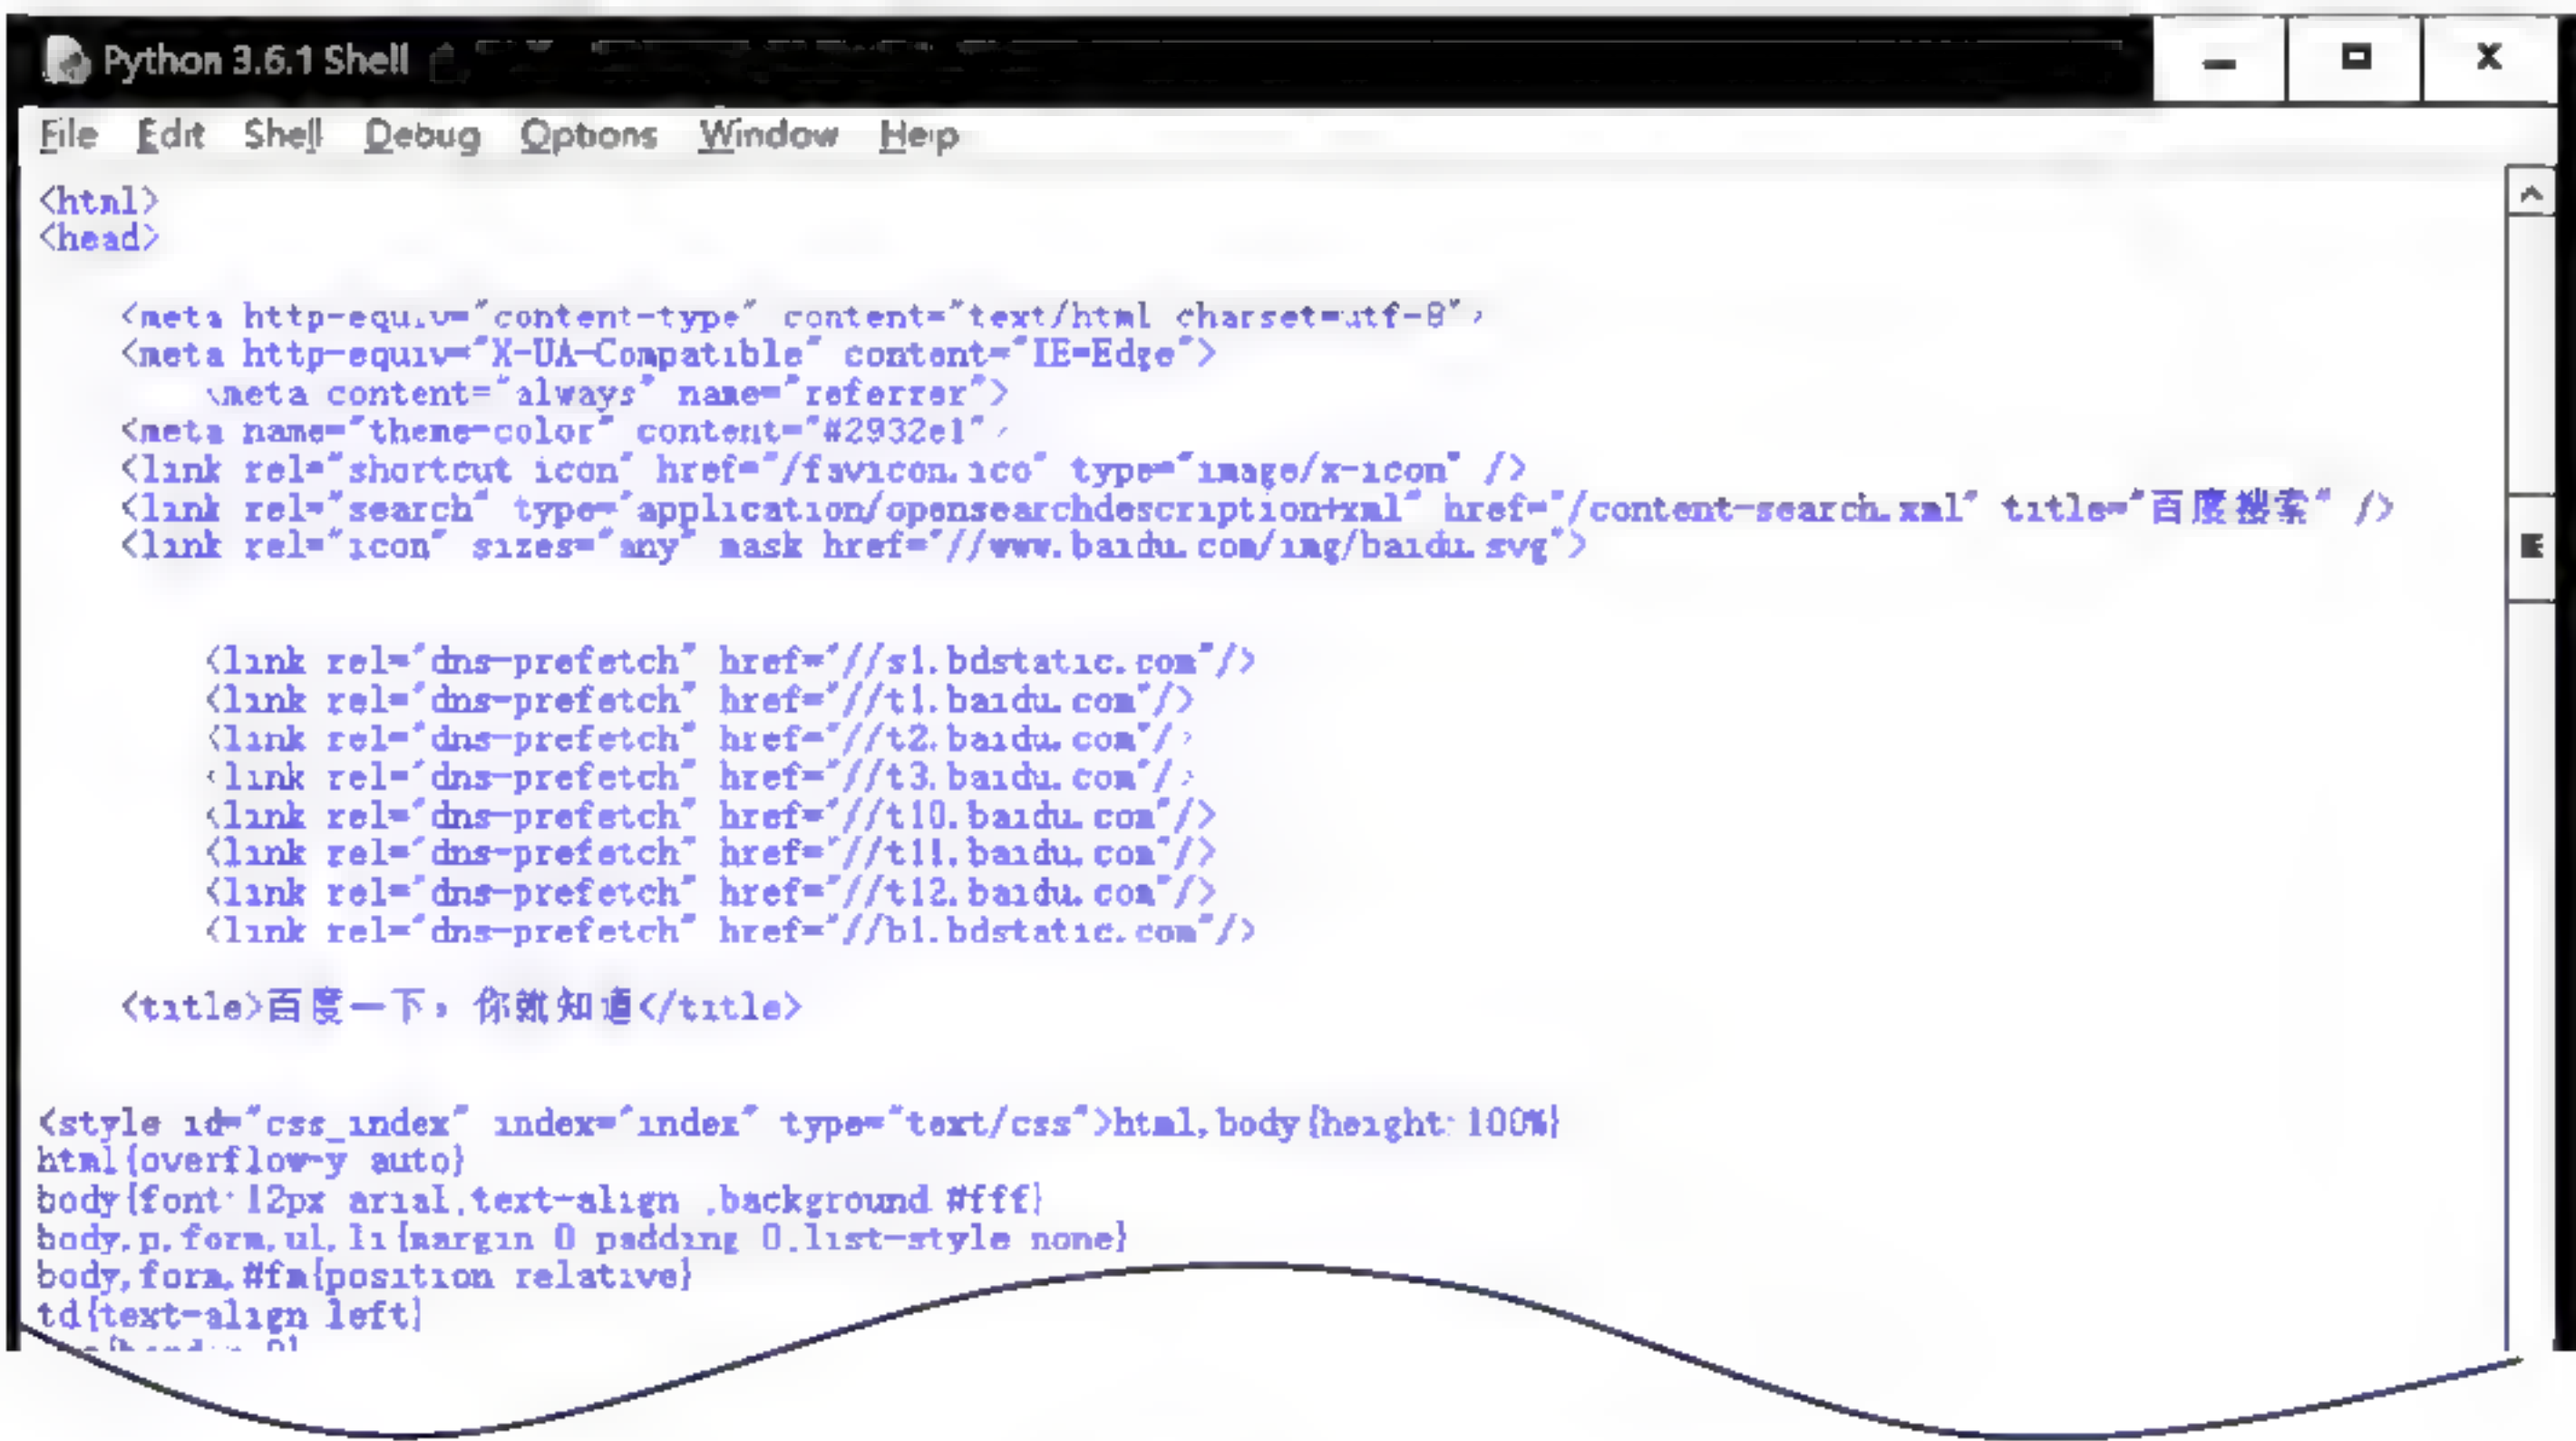 Python 3.6.1 Shell
File Edit Shell Debug Options Window Help
<html>
<head>
<meta http-equiv="content-type" content="text/html charset=utf-8">
<meta http-equiv="X-UA-Compatible" content="IE=Edge">
<meta content="always" name="referrer">
<meta name="theme-color" content="#2932e1">
<link rel="shortcut icon" href="/favicon.ico" type="image/x-icon" />
<link rel="search" type="application/opensearchdescription+xml" href="/content-search.xml" title="百度搜索" />
<link rel="icon" sizes="any" mask href="//www.baidu.com/img/baidu.svg">
<link rel="dns-prefetch" href="//s1.bdstatic.com"/>
<link rel="dns-prefetch" href="//t1.baidu.com"/>
<link rel="dns-prefetch" href="//t2.baidu.com"/>
<link rel="dns-prefetch" href="//t3.baidu.com"/>
<link rel="dns-prefetch" href="//t10.baidu.com"/>
<link rel="dns-prefetch" href="//t11.baidu.com"/>
<link rel="dns-prefetch" href="//t12.baidu.com"/>
<link rel="dns-prefetch" href="//b1.bdstatic.com"/>
<title>百度一下，你就知道</title>
<style id="css_index" index="index" type="text/css">html,body{height:100%}
html{overflow-y auto}
body{font:12px arial,text-align ,background #fff}
body,p,form,ul,li{margin 0 padding 0,list-style none}
body,form,#fm{position relative}
td{text-align left}